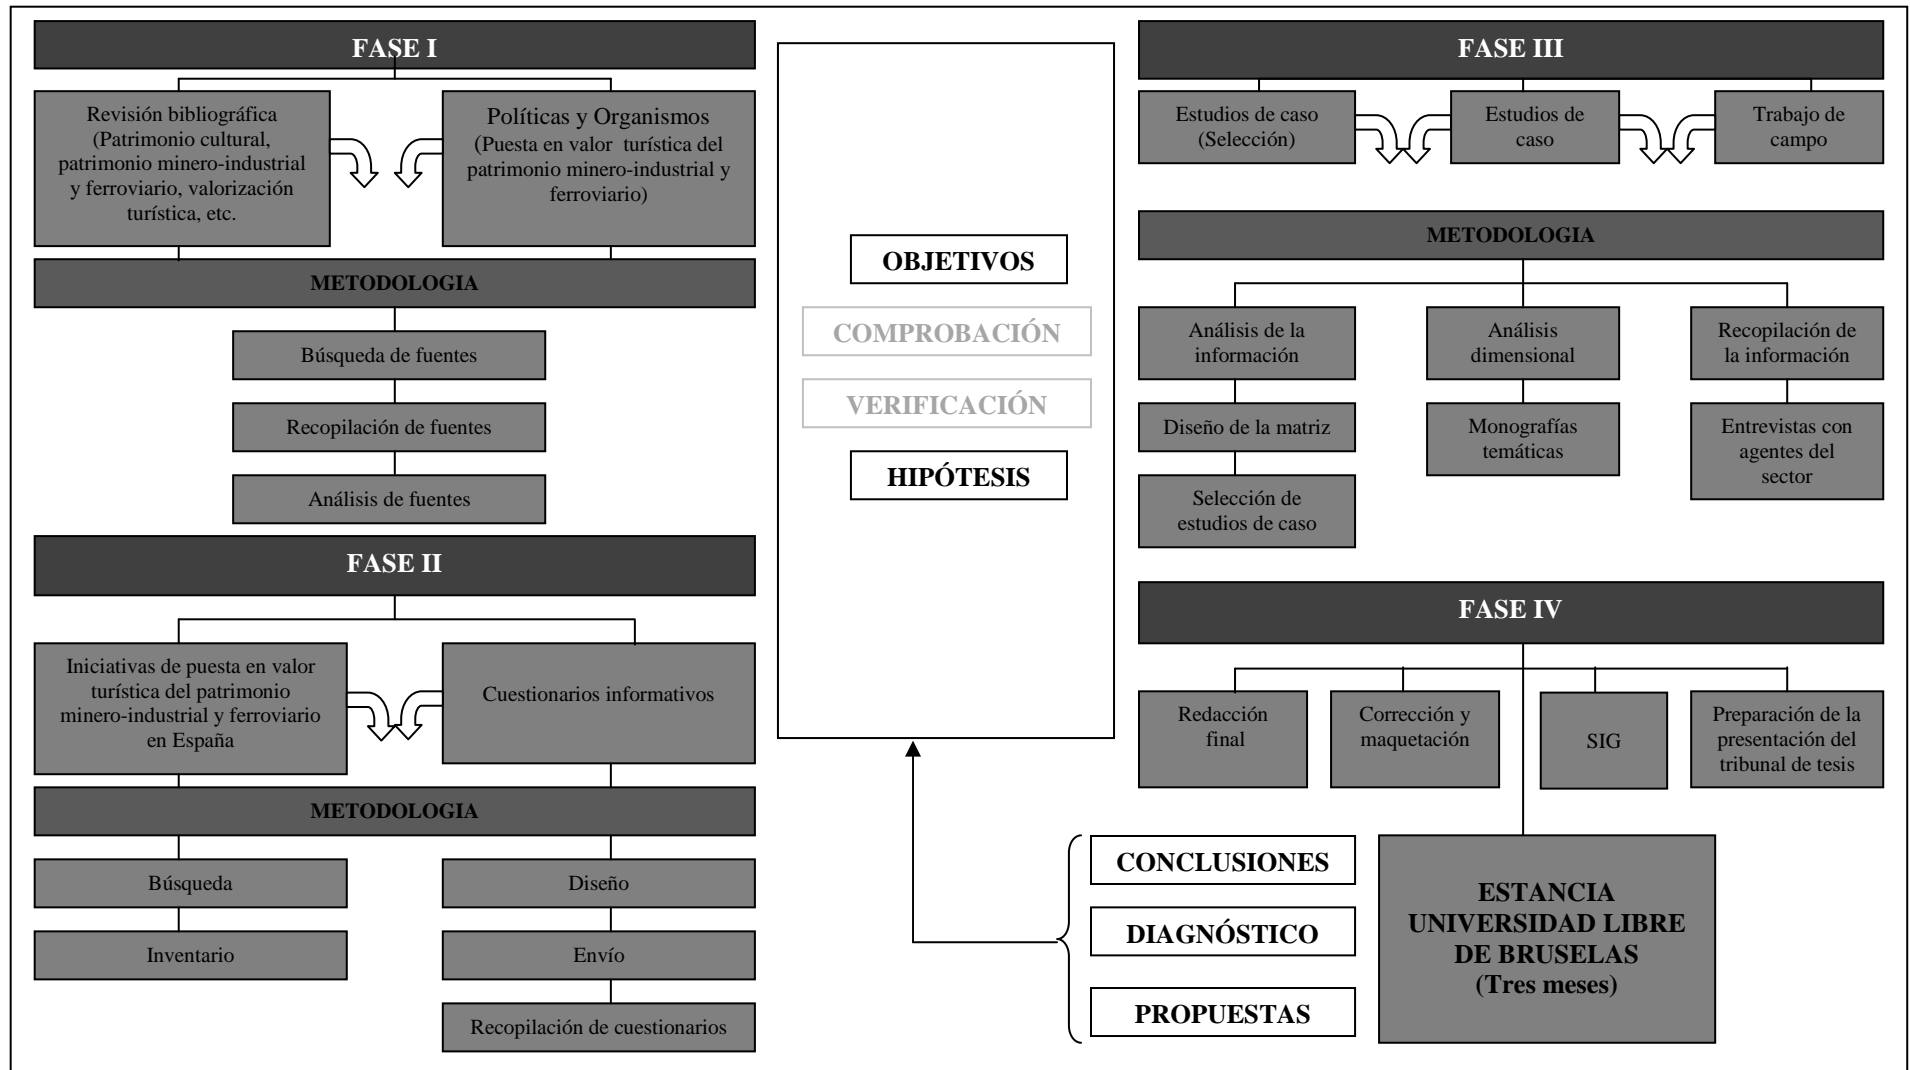 FASE I
Revisión bibliográfica
(Patrimonio cultural,
patrimonio minero-industrial
y ferroviario, valorización
turística, etc.
Políticas y Organismos
(Puesta en valor turística del
patrimonio minero-industrial y
ferroviario)
METODOLOGIA
Búsqueda de fuentes
Recopilación de fuentes
Análisis de fuentes
FASE II
Iniciativas de puesta en valor
turística del patrimonio
minero-industrial y ferroviario
en España
Cuestionarios informativos
METODOLOGIA
Búsqueda
Inventario
Diseño
Envío
Recopilación de cuestionarios
OBJETIVOS
COMPROBACIÓN
VERIFICACIÓN
HIPÓTESIS
FASE III
Estudios de caso
(Selección)
Estudios de
caso
Trabajo de
campo
METODOLOGIA
Análisis de la
información
Diseño de la matriz
Selección de
estudios de caso
Análisis
dimensional
Monografías
temáticas
Recopilación de
la información
Entrevistas con
agentes del
sector
FASE IV
Redacción
final
Corrección y
maquetación
SIG
Preparación de la
presentación del
tribunal de tesis
CONCLUSIONES
DIAGNÓSTICO
PROPUESTAS
ESTANCIA
UNIVERSIDAD LIBRE
DE BRUSELAS
(Tres meses)